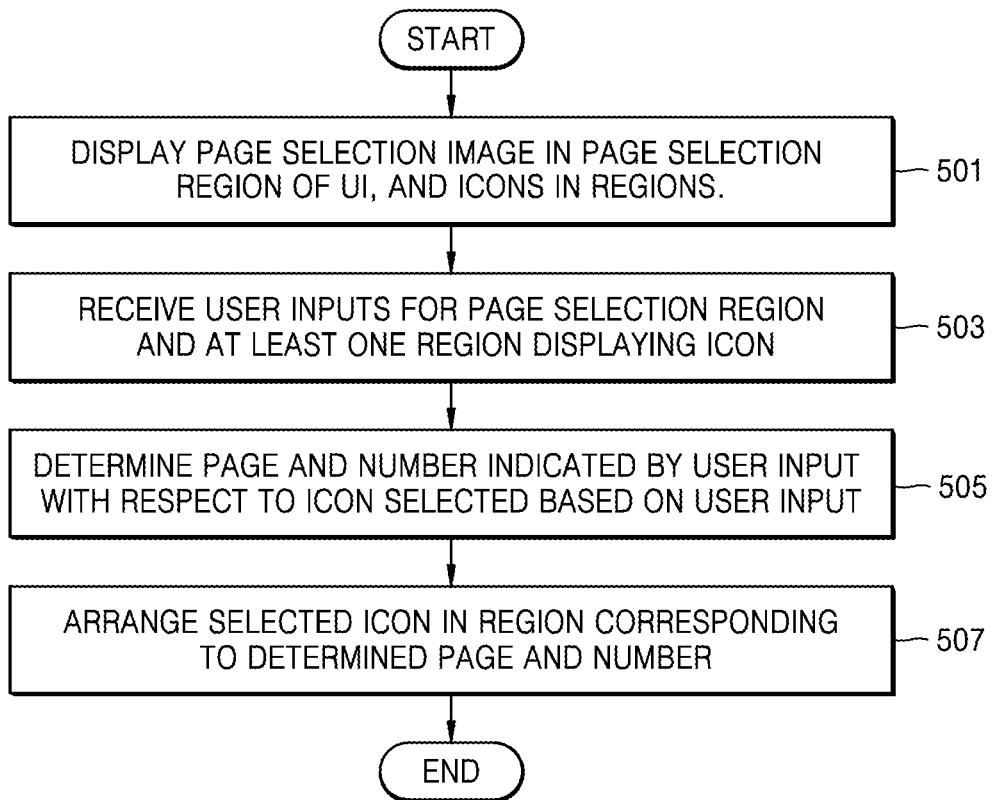 START
DISPLAY PAGE SELECTION IMAGE IN PAGE SELECTION
REGION OF UI, AND ICONS IN REGIONS.
501
RECEIVE USER INPUTS FOR PAGE SELECTION REGION
AND AT LEAST ONE REGION DISPLAYING ICON
503
DETERMINE PAGE AND NUMBER INDICATED BY USER INPUT
WITH RESPECT TO ICON SELECTED BASED ON USER INPUT
505
ARRANGE SELECTED ICON IN REGION CORRESPONDING
TO DETERMINED PAGE AND NUMBER
507
END